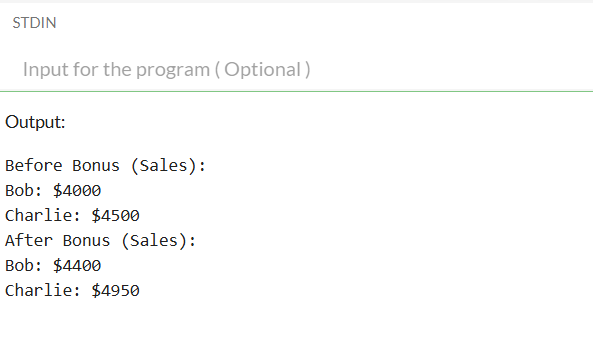 STDIN
Input for the program ( Optional )
Output:
Before Bonus (Sales):
Bob: $4000
Charlie: $4500
After Bonus (Sales):
Bob: $4400
Charlie: $4950